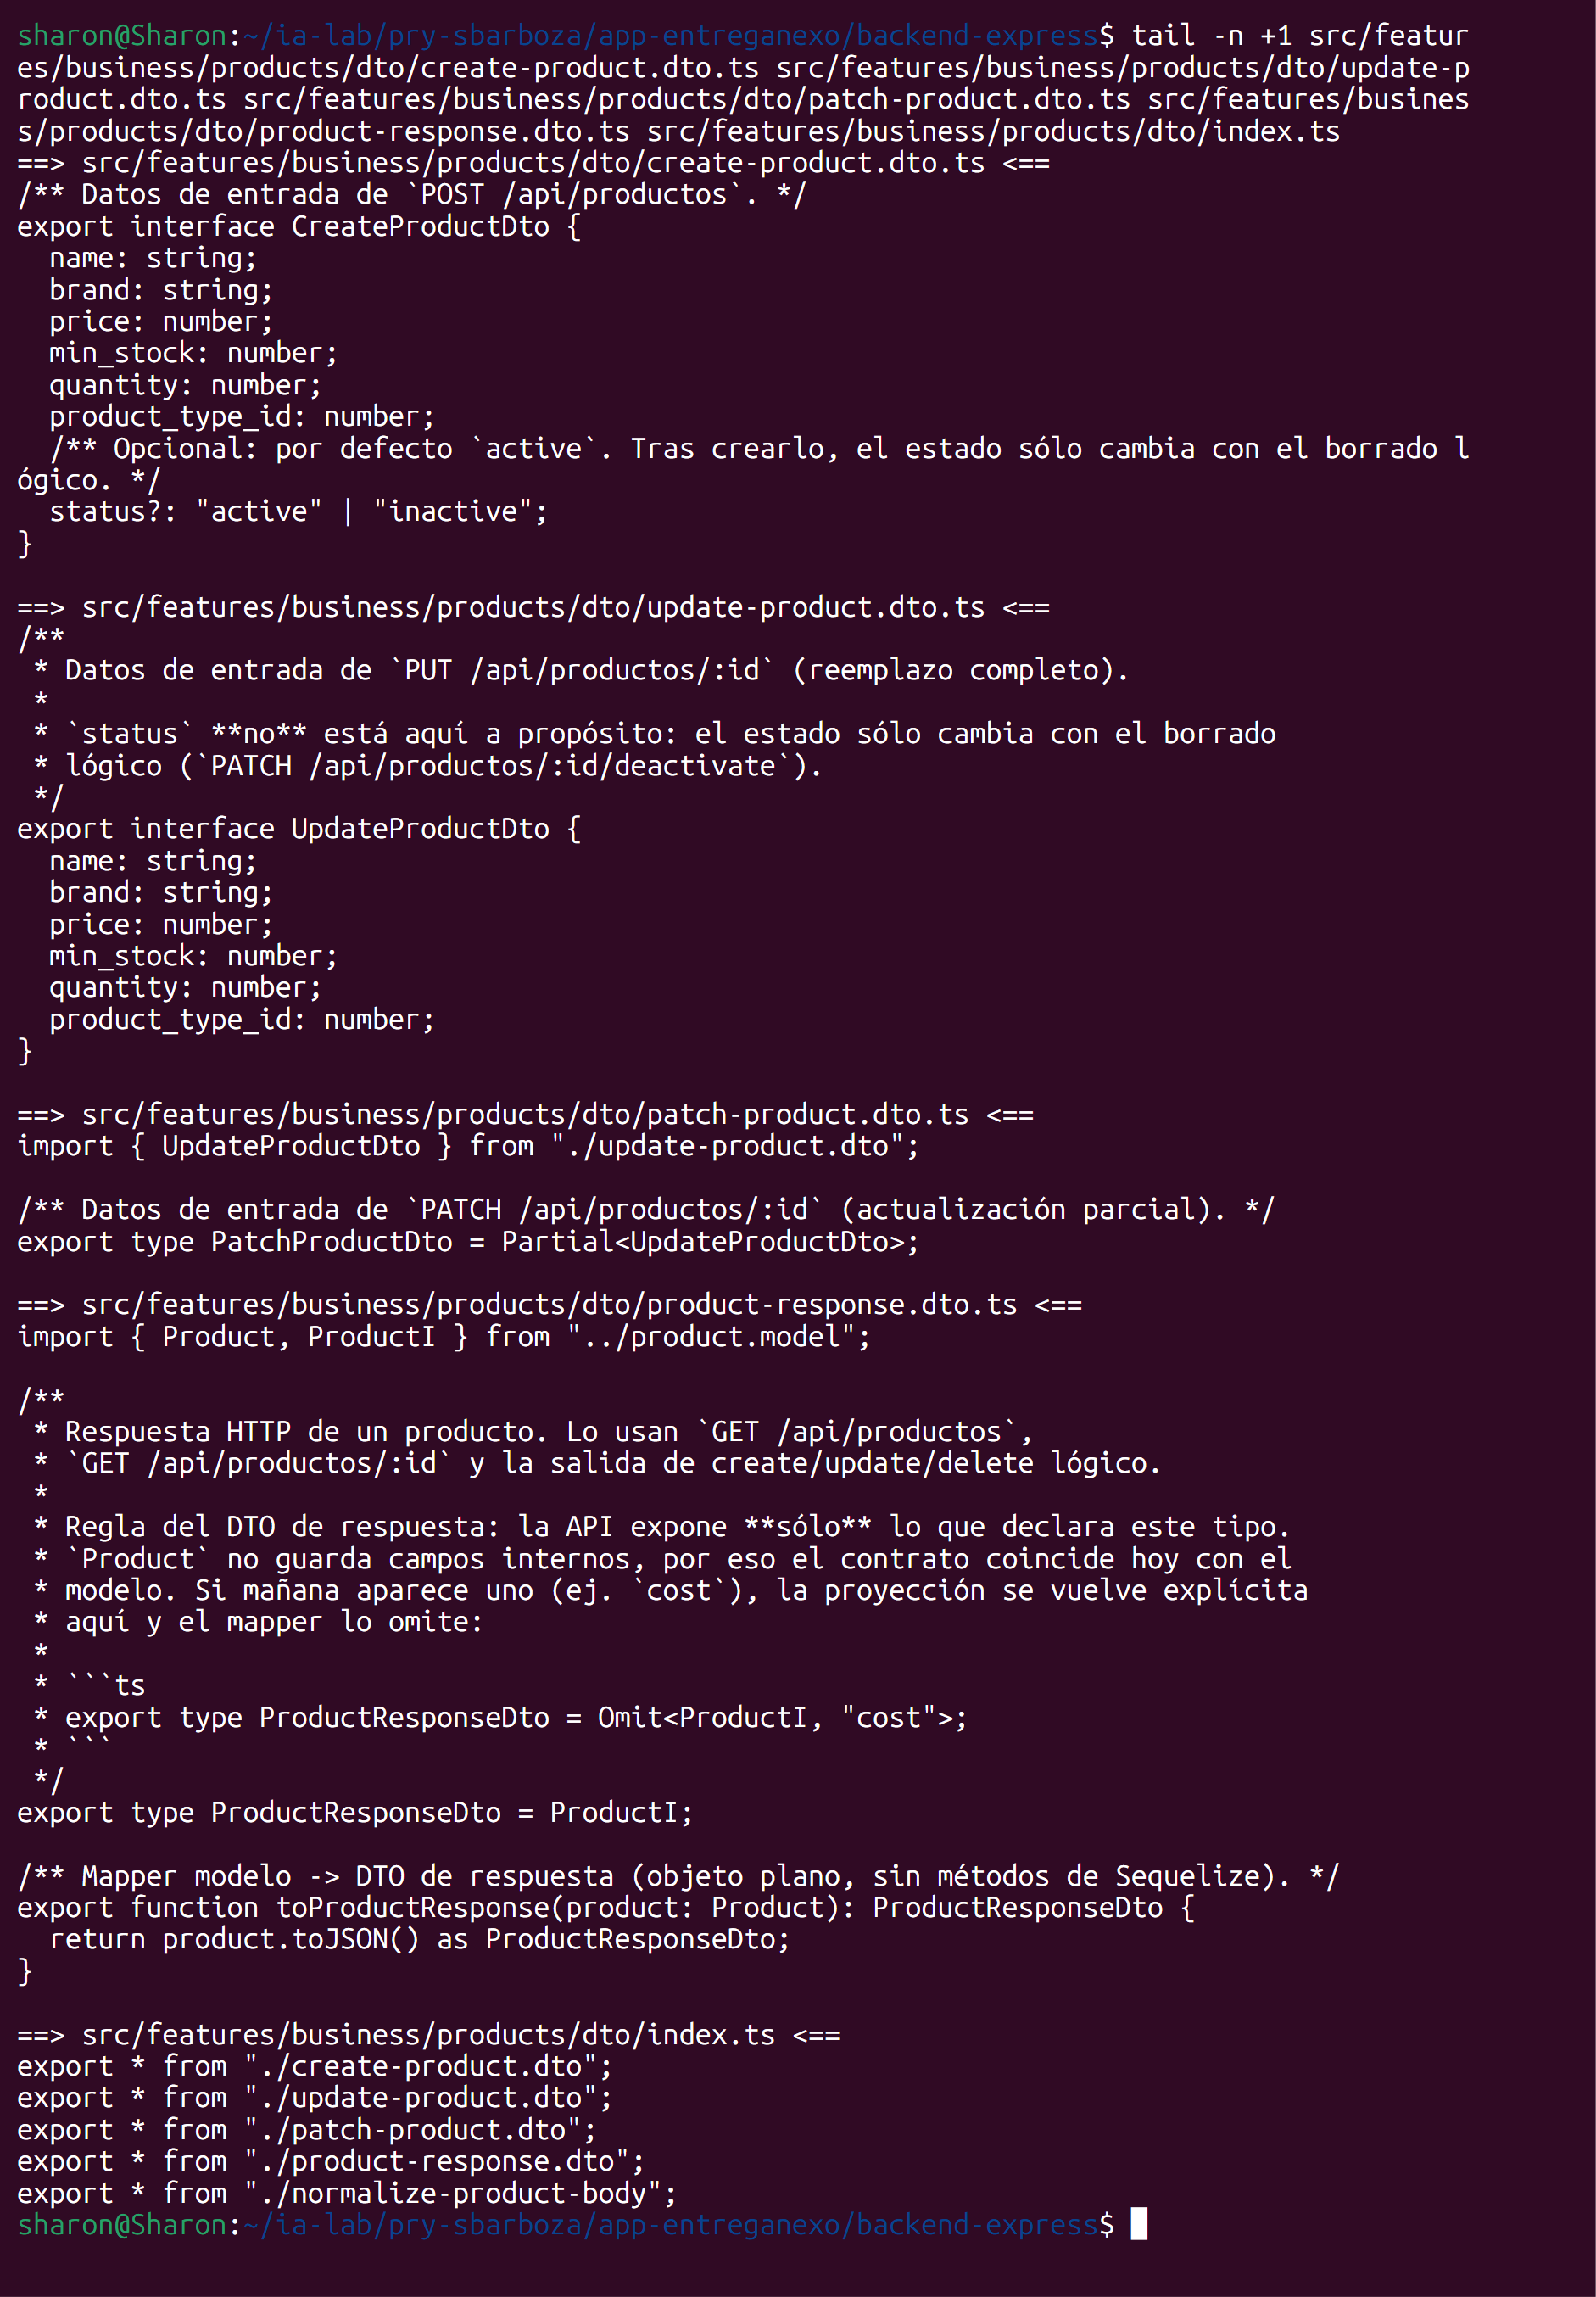 sharon@Sharon:~/ia-lab/pry-sbarboza/app-entreganexo/backend-express$ tail -n +1 src/featur
es/business/products/dto/create-product.dto.ts src/features/business/products/dto/update-p
roduct.dto.ts src/features/business/products/dto/patch-product.dto.ts src/features/busines
s/products/dto/product-response.dto.ts src/features/business/products/dto/index.ts
==> src/features/business/products/dto/create-product.dto.ts <==
/** Datos de entrada de `POST /api/productos`. */
export interface CreateProductDto {
  name: string;
  brand: string;
  price: number;
  min_stock: number;
  quantity: number;
  product_type_id: number;
  /** Opcional: por defecto `active`. Tras crearlo, el estado sólo cambia con el borrado l
ógico. */
  status?: "active" | "inactive";
}

==> src/features/business/products/dto/update-product.dto.ts <==
/**
 * Datos de entrada de `PUT /api/productos/:id` (reemplazo completo).
 *
 * `status` **no** está aquí a propósito: el estado sólo cambia con el borrado
 * lógico (`PATCH /api/productos/:id/deactivate`).
 */
export interface UpdateProductDto {
  name: string;
  brand: string;
  price: number;
  min_stock: number;
  quantity: number;
  product_type_id: number;
}

==> src/features/business/products/dto/patch-product.dto.ts <==
import { UpdateProductDto } from "./update-product.dto";

/** Datos de entrada de `PATCH /api/productos/:id` (actualización parcial). */
export type PatchProductDto = Partial<UpdateProductDto>;

==> src/features/business/products/dto/product-response.dto.ts <==
import { Product, ProductI } from "../product.model";

/**
 * Respuesta HTTP de un producto. Lo usan `GET /api/productos`,
 * `GET /api/productos/:id` y la salida de create/update/delete lógico.
 *
 * Regla del DTO de respuesta: la API expone **sólo** lo que declara este tipo.
 * `Product` no guarda campos internos, por eso el contrato coincide hoy con el
 * modelo. Si mañana aparece uno (ej. `cost`), la proyección se vuelve explícita
 * aquí y el mapper lo omite:
 *
 * ```ts
 * export type ProductResponseDto = Omit<ProductI, "cost">;
 * ```
 */
export type ProductResponseDto = ProductI;

/** Mapper modelo -> DTO de respuesta (objeto plano, sin métodos de Sequelize). */
export function toProductResponse(product: Product): ProductResponseDto {
  return product.toJSON() as ProductResponseDto;
}

==> src/features/business/products/dto/index.ts <==
export * from "./create-product.dto";
export * from "./update-product.dto";
export * from "./patch-product.dto";
export * from "./product-response.dto";
export * from "./normalize-product-body";
sharon@Sharon:~/ia-lab/pry-sbarboza/app-entreganexo/backend-express$